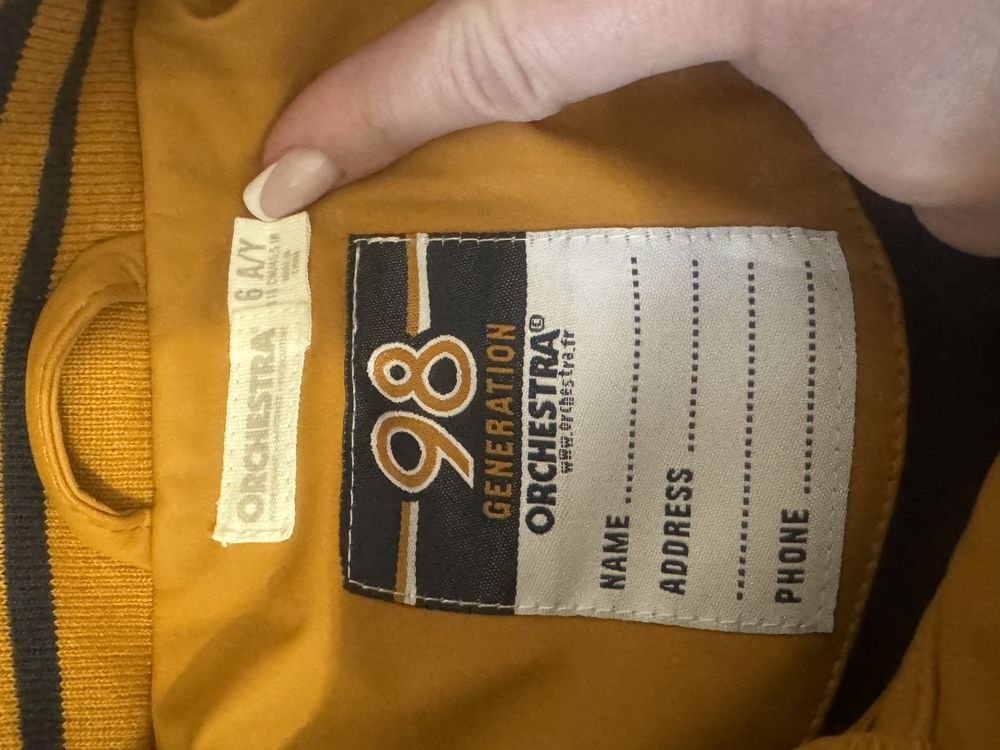 ORCHESTRA 6 A/Y
98
GENERATION
ORCHESTRA®
www.orchestra.fr
NAME ....................
ADDRESS ....................
....................
PHONE ....................